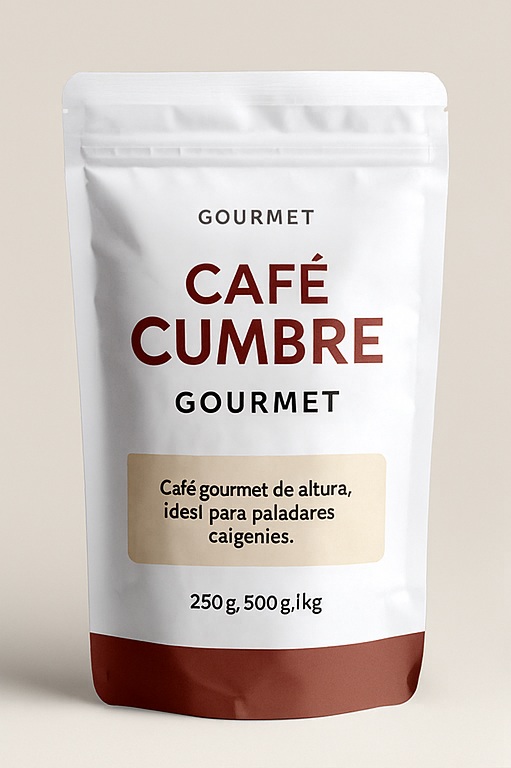 GOURMET
CAFÉ
CUMBRE
GOURMET
Café gourmet de altura,
idesl para paladares
caigenies.
250 g, 500 g,ikg